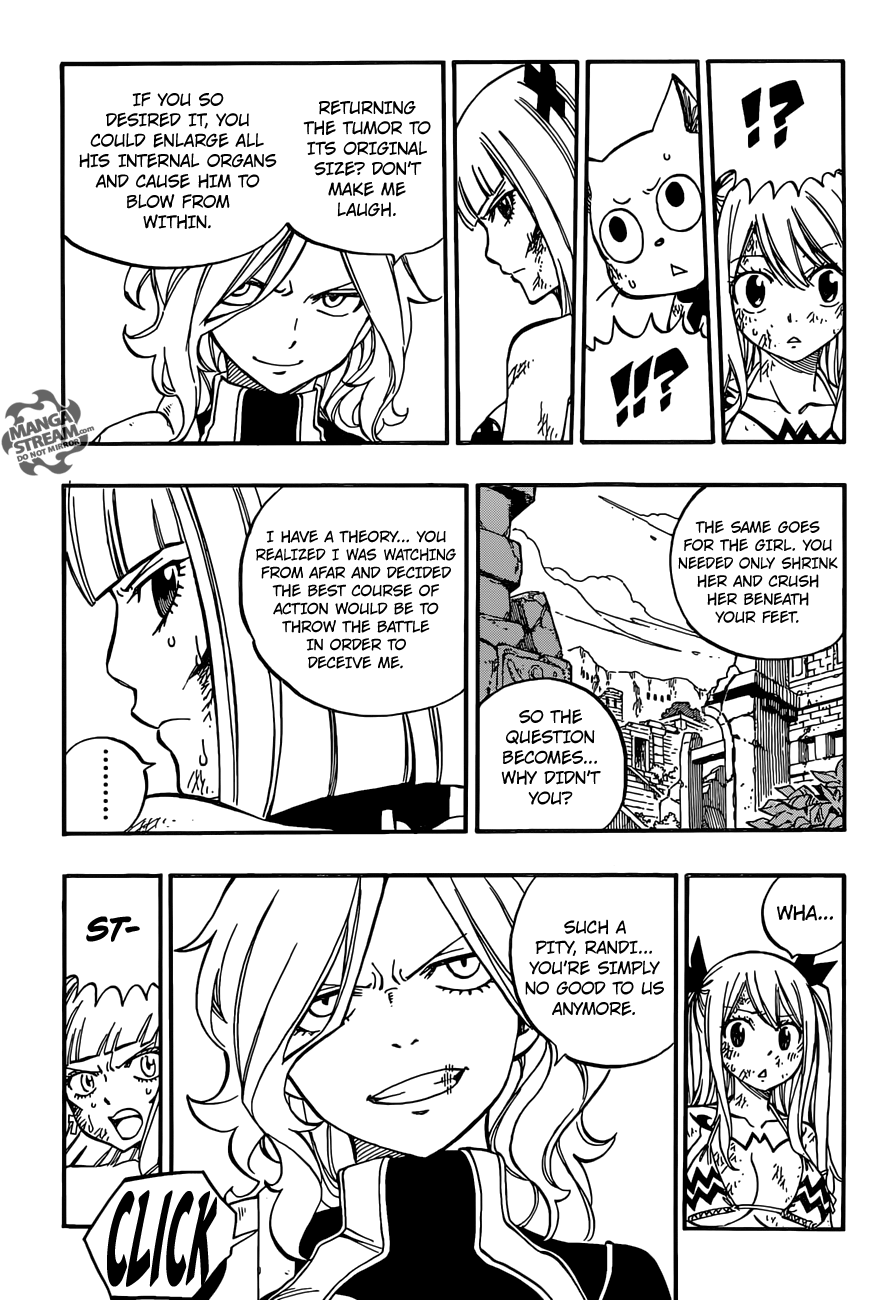 !?
!!?
RETURNING
THE TUMOR TO
ITS ORIGINAL
SIZE? DON'T
MAKE ME
LAUGH.
IF YOU SO
DESIRED IT, YOU
COULD ENLARGE ALL
HIS INTERNAL ORGANS
AND CAUSE HIM TO
BLOW FROM
WITHIN.
MANGA
STREAM.com
DO NOT MIRROR
THE SAME GOES
FOR THE GIRL. YOU
NEEDED ONLY SHRINK
HER AND CRUSH
HER BENEATH
YOUR FEET.
SO THE
QUESTION
BECOMES...
WHY DIDN'T
YOU?
I HAVE A THEORY... YOU
REALIZED I WAS WATCHING
FROM AFAR AND DECIDED
THE BEST COURSE OF
ACTION WOULD BE TO
THROW THE BATTLE
IN ORDER TO
DECEIVE ME.
........
WHA...
SUCH A
PITY, RANDI...
YOU'RE SIMPLY
NO GOOD TO US
ANYMORE.
ST-
CLICK